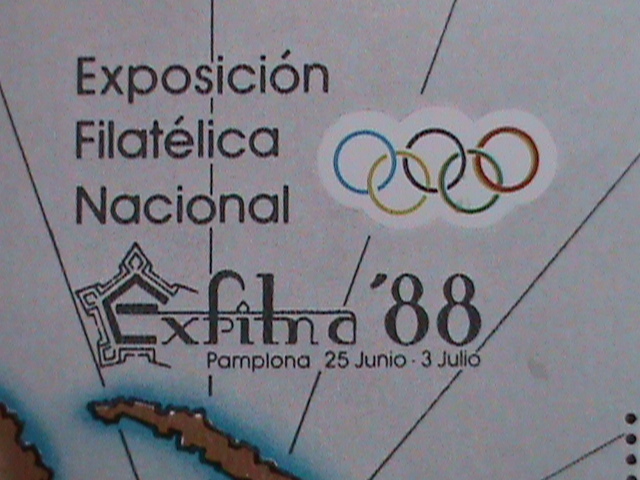 Exposición
Filatélica
Nacional
Exfilna '88
Pamplona 25 Junio - 3 Julio